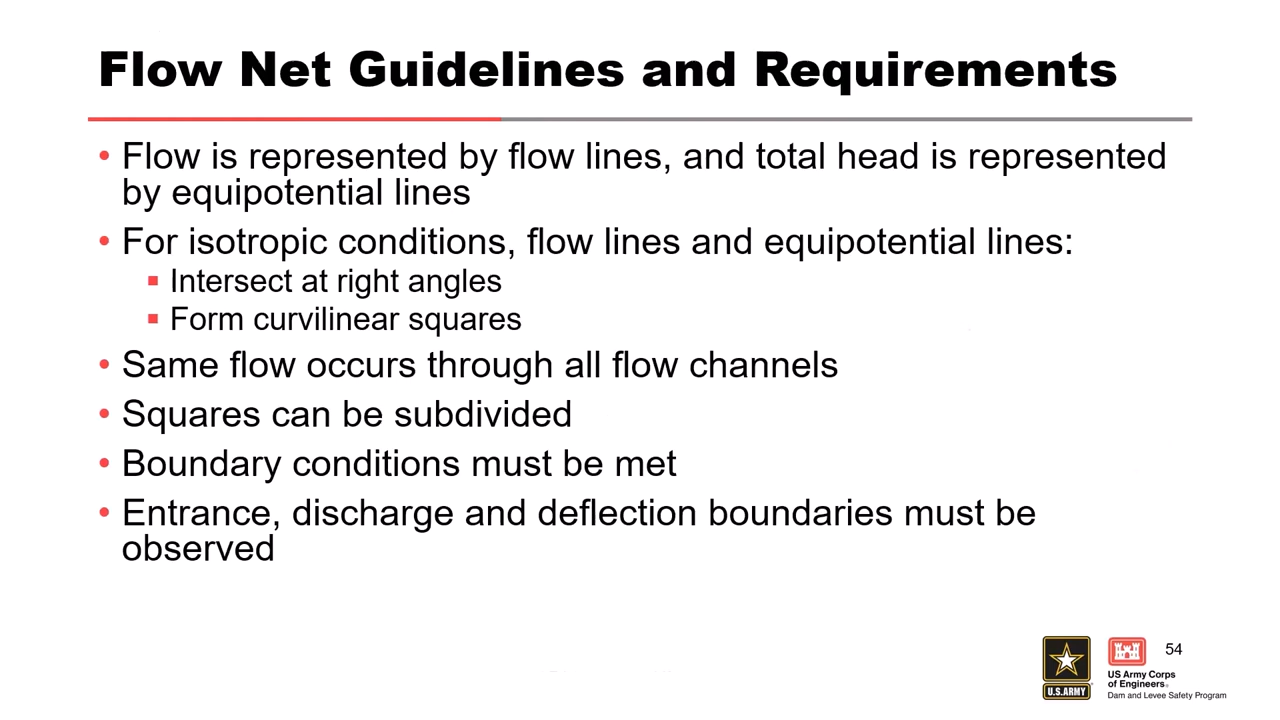 Flow Net Guidelines and Requirements
• Flow is represented by flow lines, and total head is represented
by equipotential lines
• For isotropic conditions, flow lines and equipotential lines:
▪ Intersect at right angles
▪ Form curvilinear squares
• Same flow occurs through all flow channels
• Squares can be subdivided
• Boundary conditions must be met
• Entrance, discharge and deflection boundaries must be
observed
54
U.S.ARMY
US Army Corps
of Engineers®
Dam and Levee Safety Program